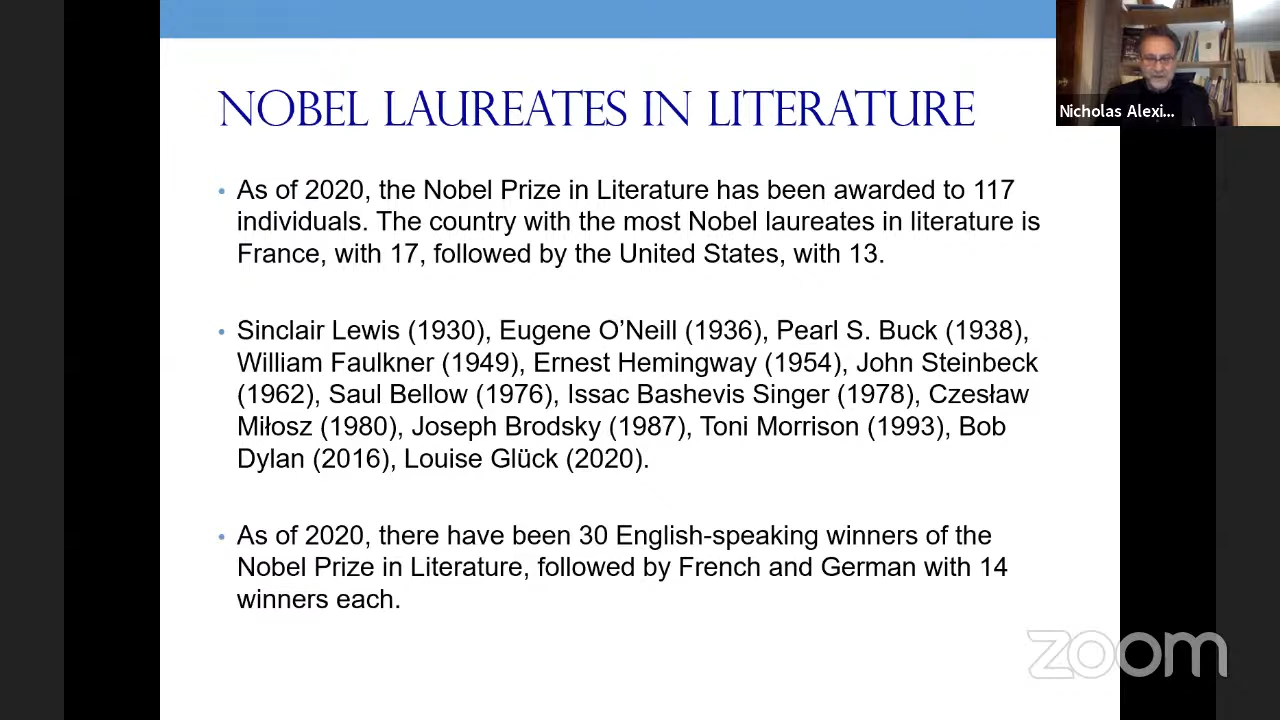 NOBEL LAUREATES IN LITERATURE
Nicholas Alexi...
• As of 2020, the Nobel Prize in Literature has been awarded to 117
individuals. The country with the most Nobel laureates in literature is
France, with 17, followed by the United States, with 13.
• Sinclair Lewis (1930), Eugene O’Neill (1936), Pearl S. Buck (1938),
William Faulkner (1949), Ernest Hemingway (1954), John Steinbeck
(1962), Saul Bellow (1976), Issac Bashevis Singer (1978), Czesław
Miłosz (1980), Joseph Brodsky (1987), Toni Morrison (1993), Bob
Dylan (2016), Louise Glück (2020).
• As of 2020, there have been 30 English-speaking winners of the
Nobel Prize in Literature, followed by French and German with 14
winners each.
zoom